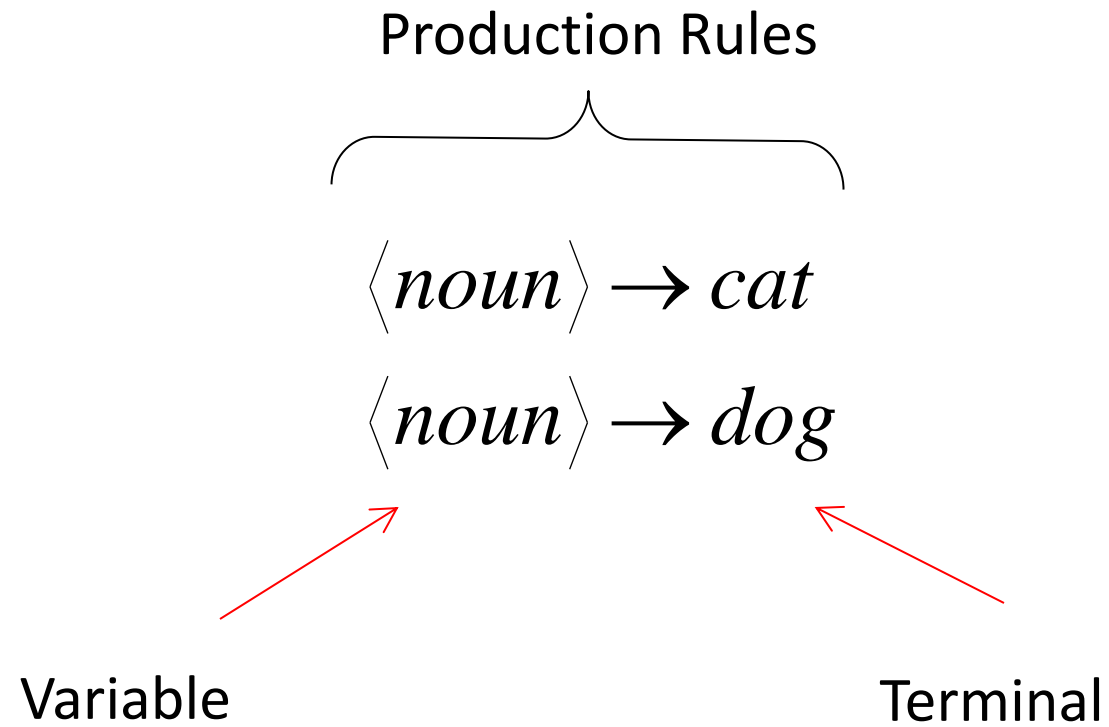 Production Rules
⟨noun⟩ → cat
⟨noun⟩ → dog
Variable
Terminal